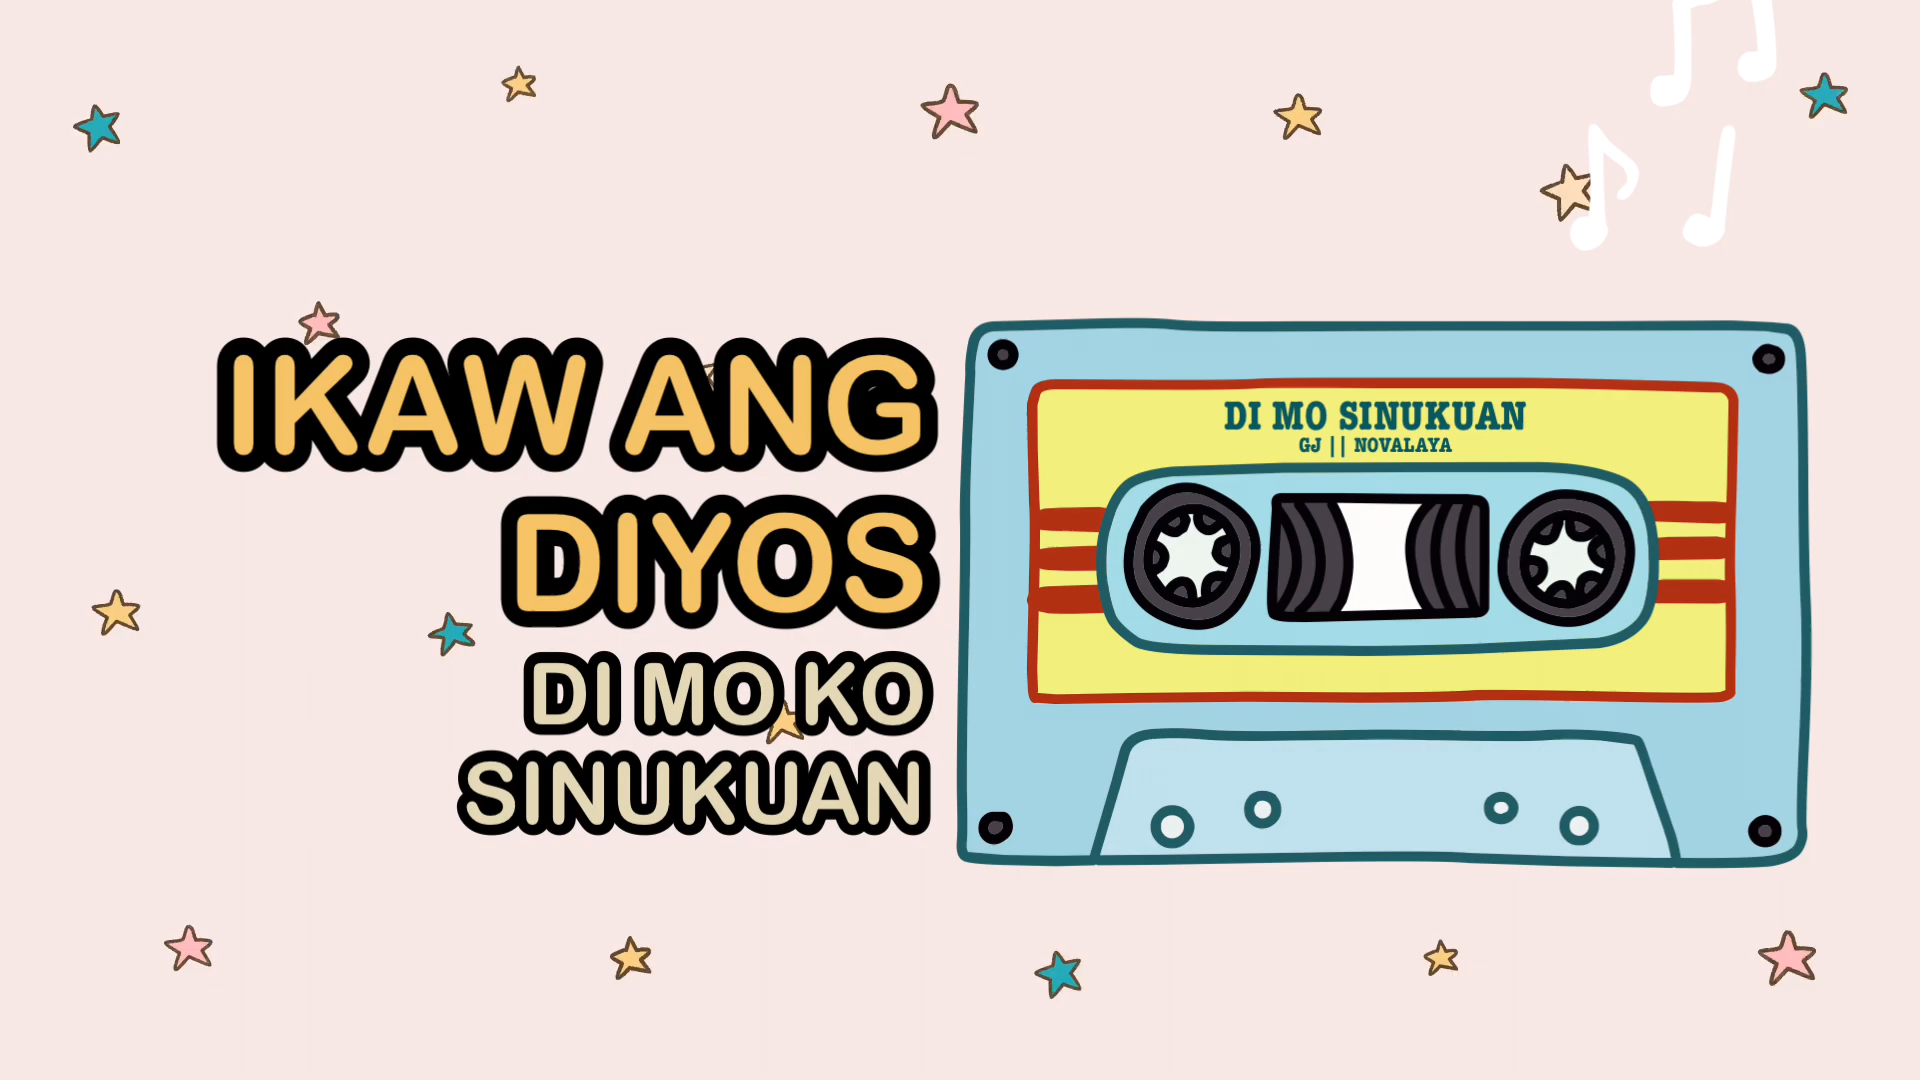 IKAW ANG
DIYOS
DI MO KO
SINUKUAN
DI MO SINUKUAN
GJ || NOVALAYA